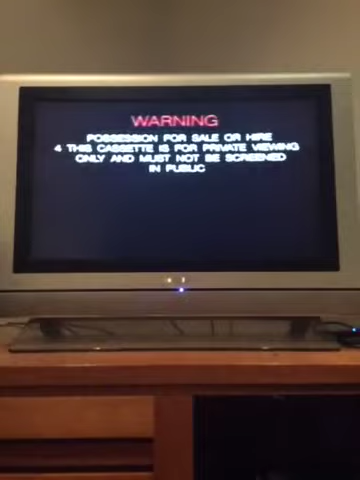 WARNING
POSSESSION FOR SALE OR HIRE
4 THIS CASSETTE IS FOR PRIVATE VIEWING
ONLY AND MUST NOT BE SCREENED
IN PUBLIC